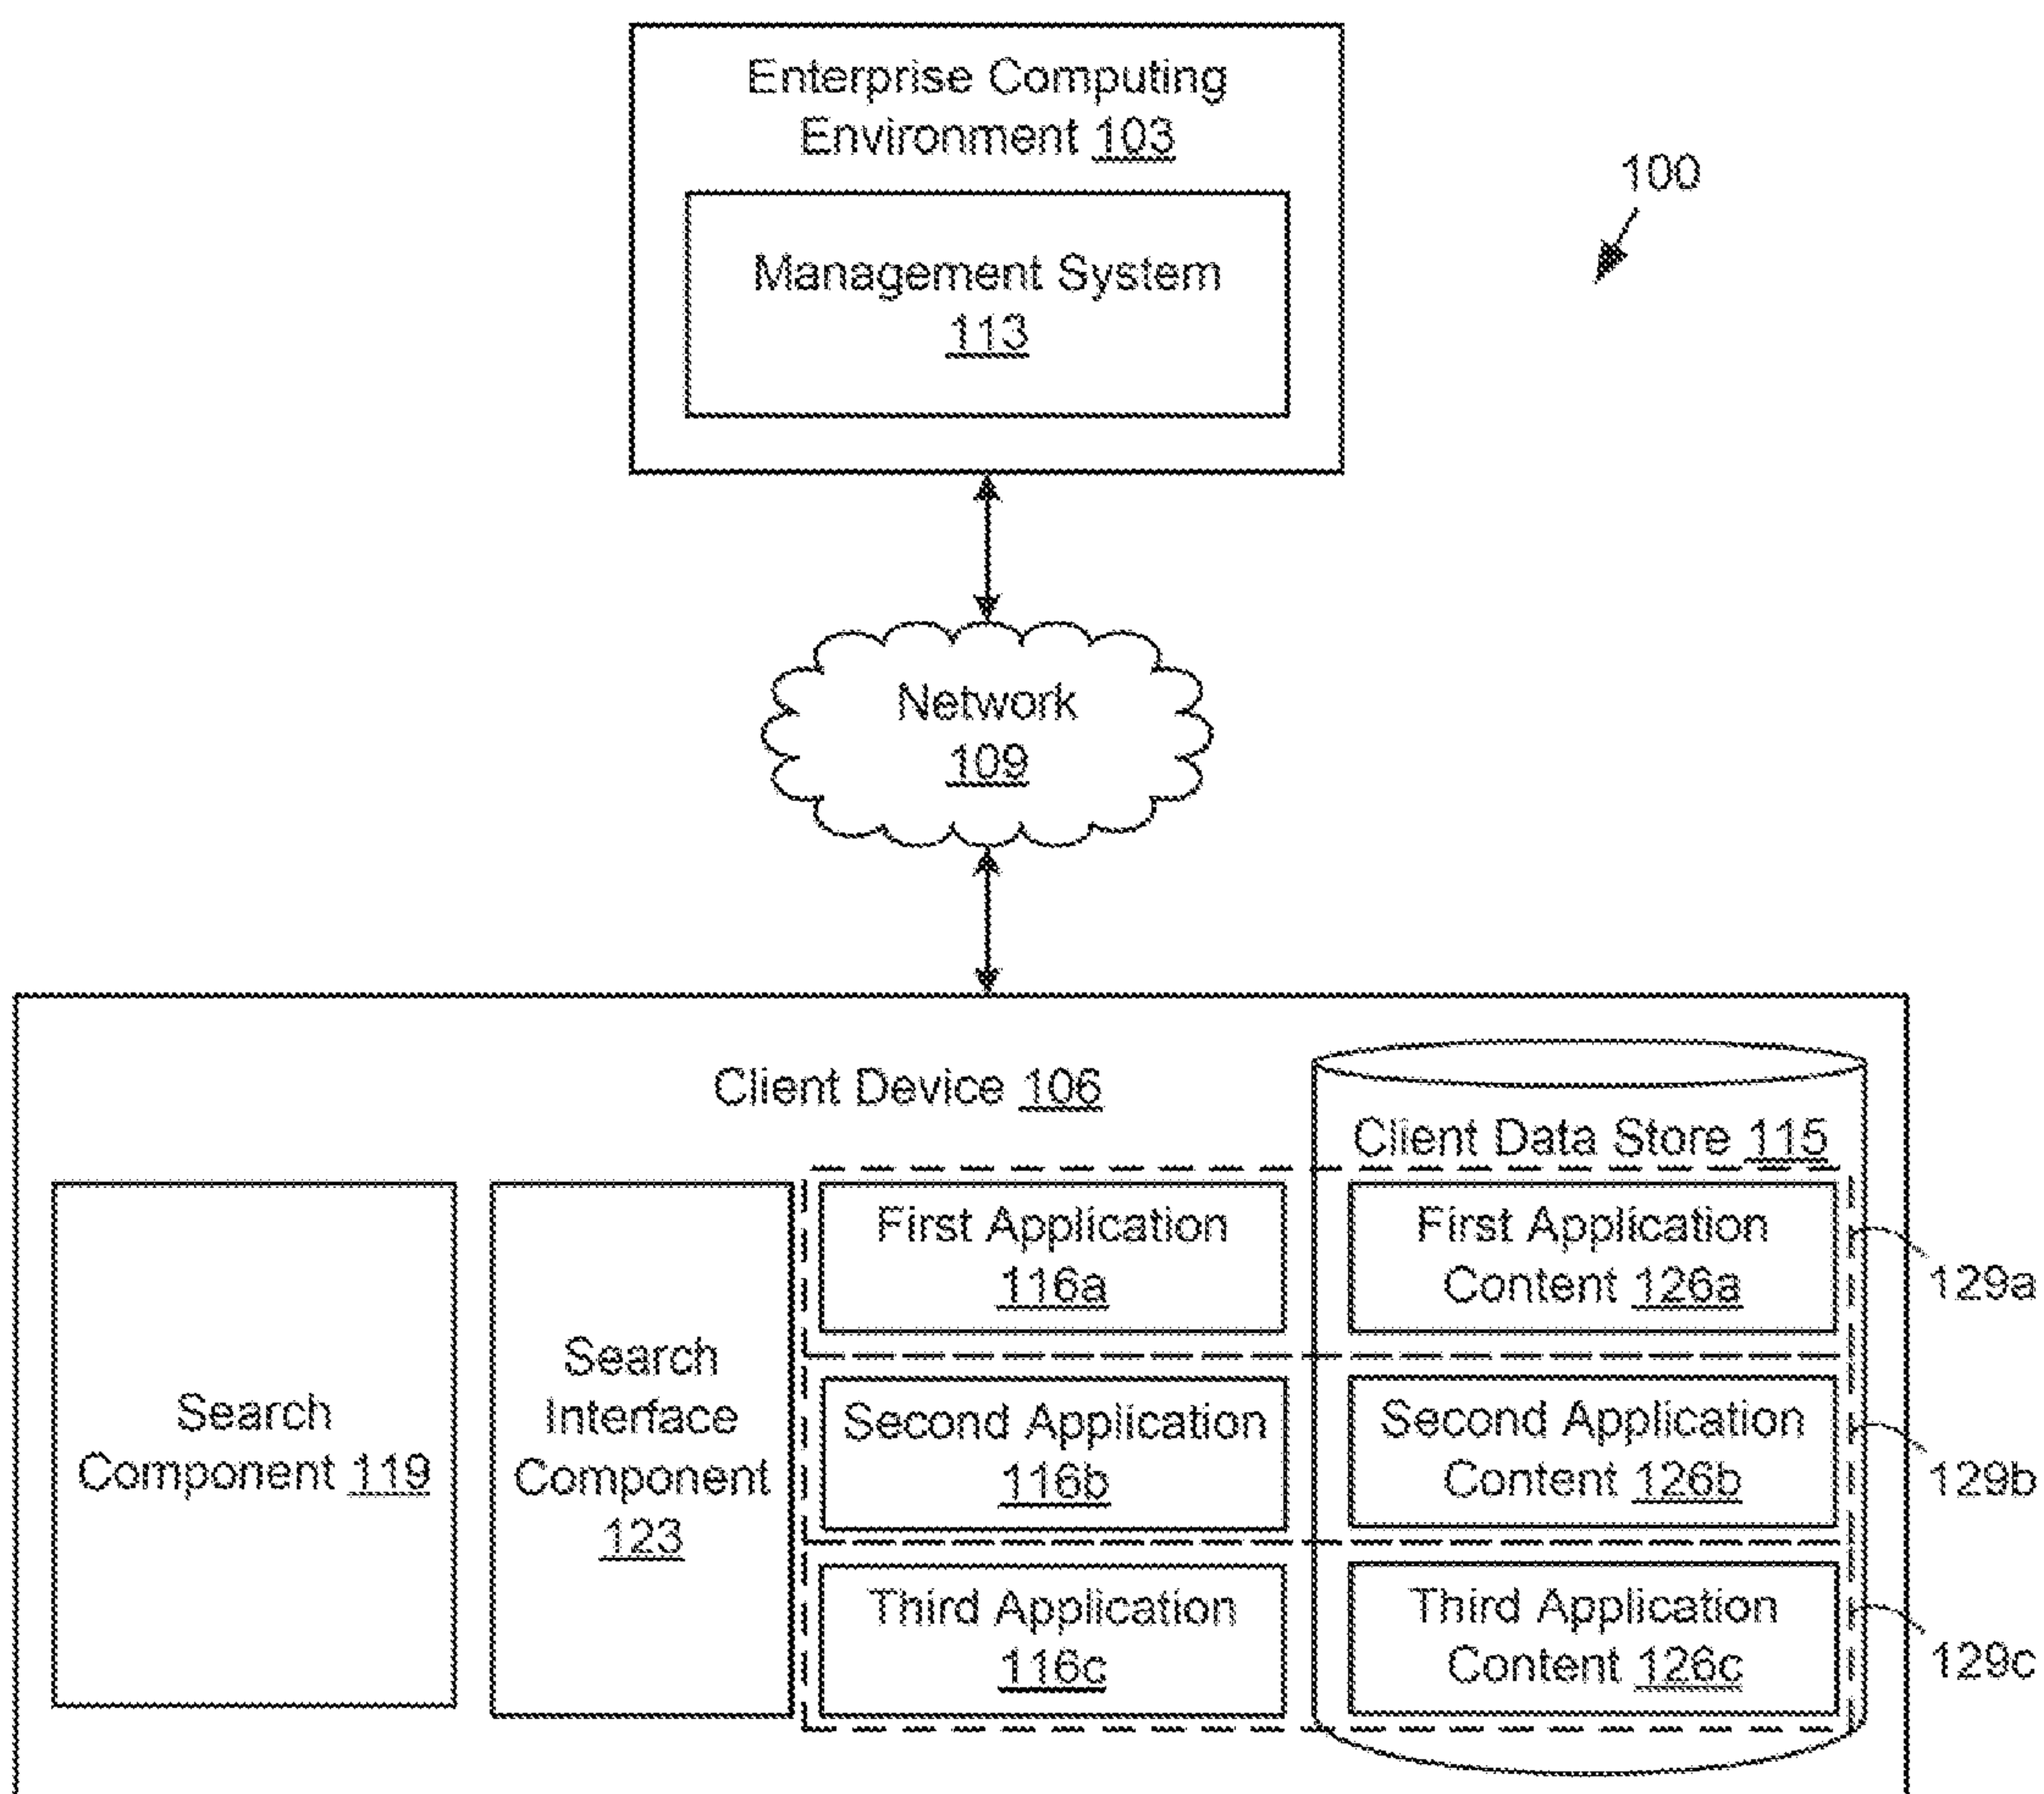 Enterprise Computing
Environment 103
100
Management System
113
Network
109
Client Device 106
Client Data Store 115
Search
Component 119
Search
Interface
Component
123
First Application
116a
First Application
Content 126a
129a
Second Application
116b
Second Application
Content 126b
129b
Third Application
116c
Third Application
Content 126c
129c